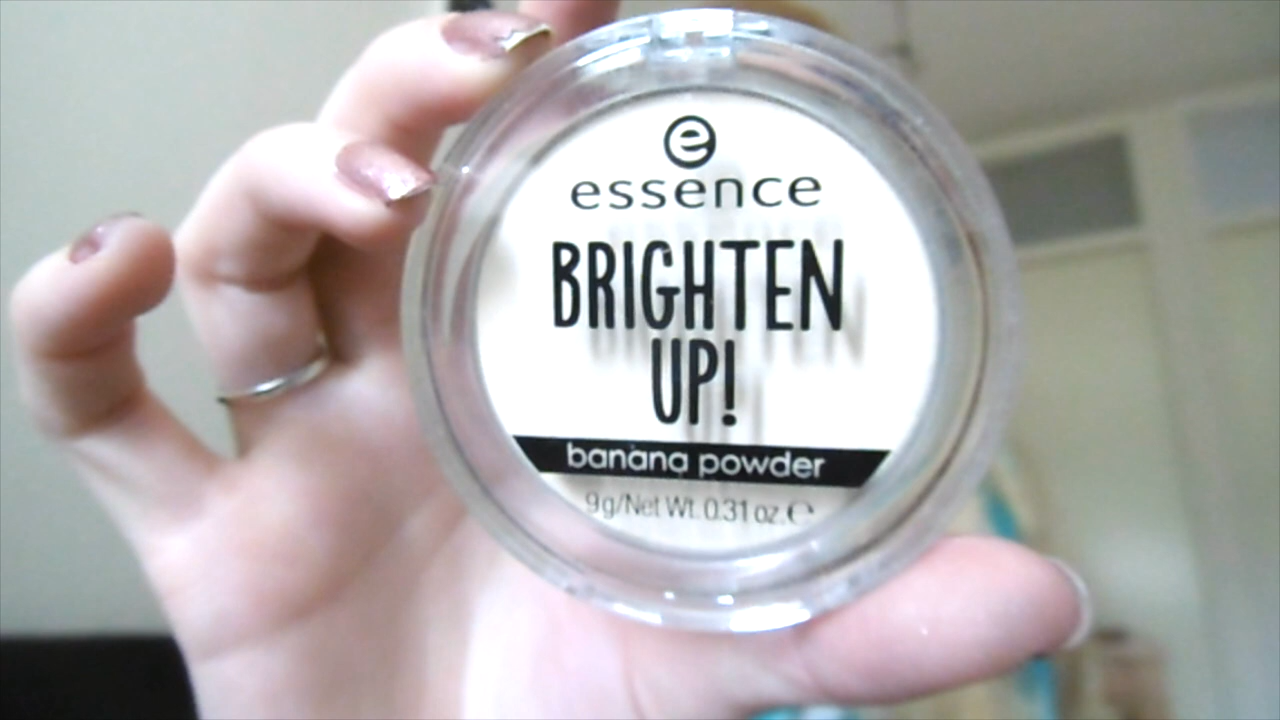 e
essence
BRIGHTEN
UP!
banana powder
9g/Net Wt. 0.31 oz. ℮